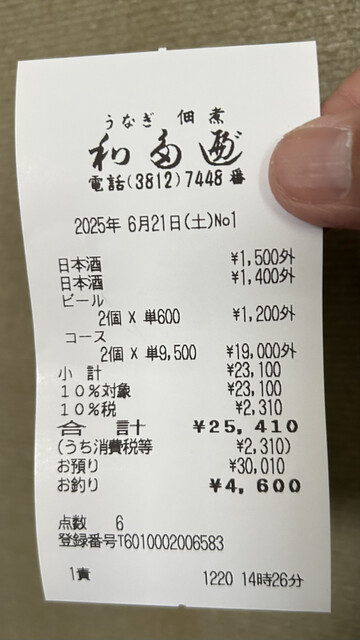 うなぎ 佃煮
和多遍
電話(3812)7448番
2025年 6月21日(土)No1
日本酒 ¥1,500外
日本酒 ¥1,400外
ビール
2個 X 単600 ¥1,200外
コース
2個 X 単9,500 ¥19,000外
小 計 ¥23,100
10%対象 ¥23,100
10%税 ¥2,310
合 計 ¥25,410
(うち消費税等 ¥2,310)
お預り ¥30,010
お釣り ¥4,600
点数 6
登録番号T6010002006583
1責 1220 14時26分